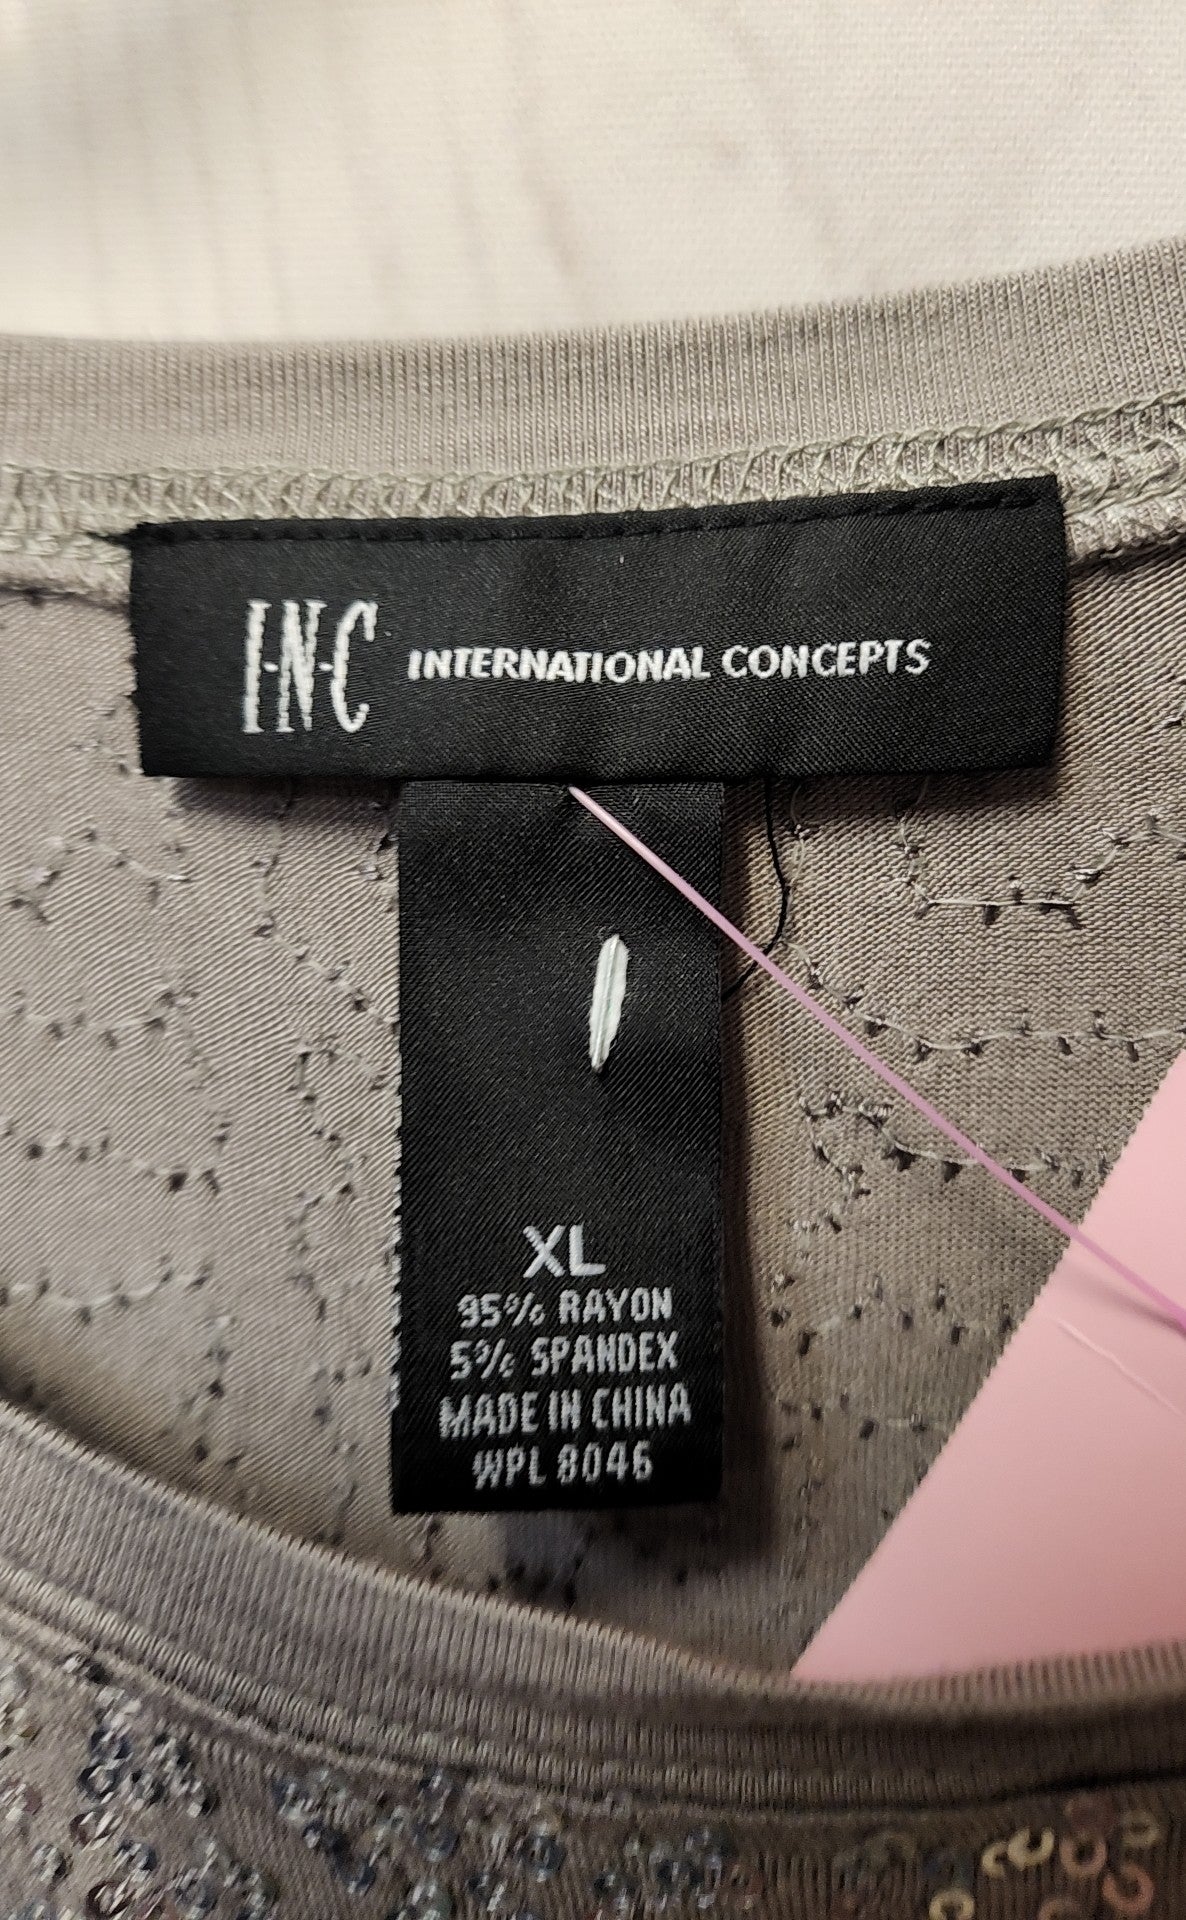 I·N·C INTERNATIONAL CONCEPTS
XL
95% RAYON
5% SPANDEX
MADE IN CHINA
WPL 8046